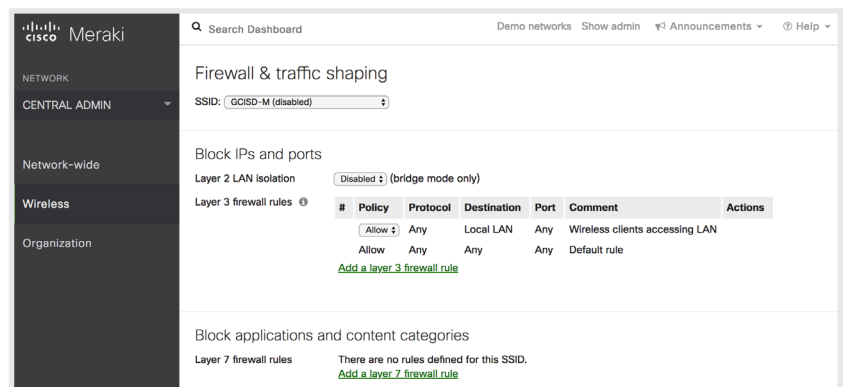 cisco Meraki
Search Dashboard
Demo networks Show admin Announcements Help
NETWORK
CENTRAL ADMIN
Network-wide
Wireless
Organization
Firewall & traffic shaping
SSID: GCISD-M (disabled)
Block IPs and ports
Layer 2 LAN isolation Disabled (bridge mode only)
Layer 3 firewall rules
# Policy Protocol Destination Port Comment Actions
Allow Any Local LAN Any Wireless clients accessing LAN
Allow Any Any Any Default rule
Add a layer 3 firewall rule
Block applications and content categories
Layer 7 firewall rules There are no rules defined for this SSID.
Add a layer 7 firewall rule